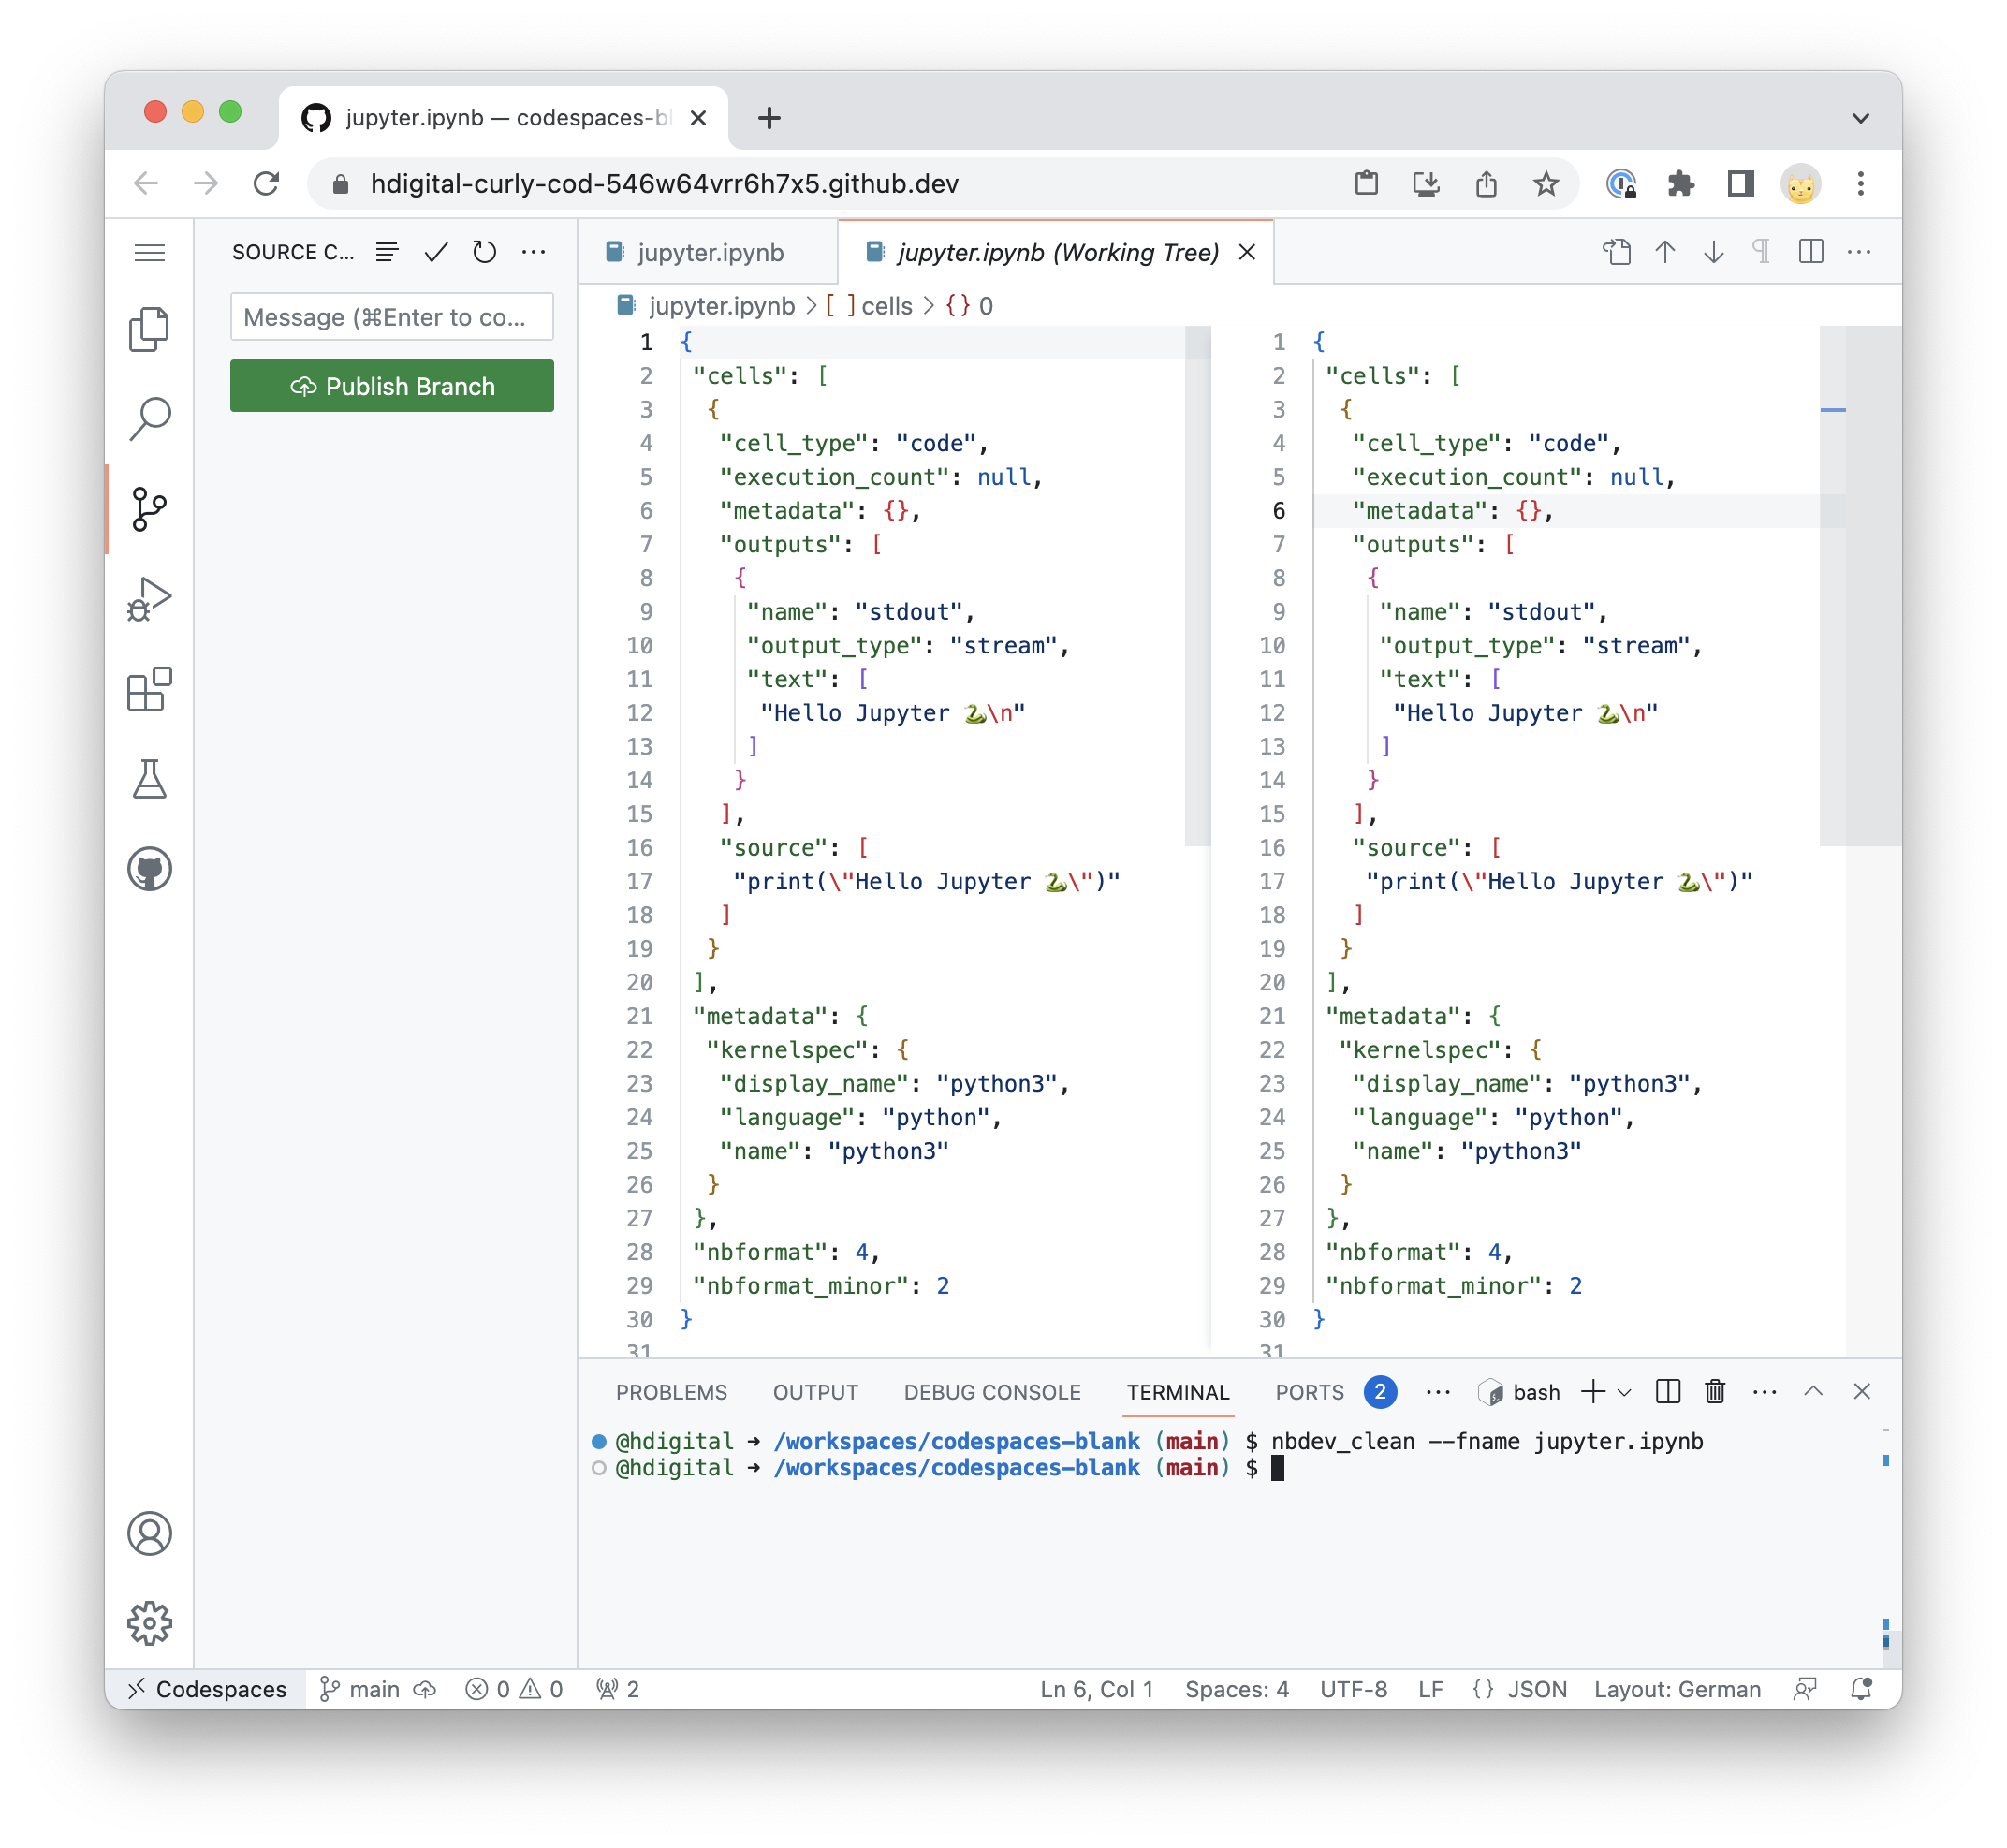 jupyter.ipynb — codespaces-bl
hdigital-curly-cod-546w64vrr6h7x5.github.dev
SOURCE C...
Message (⌘Enter to co...
Publish Branch
jupyter.ipynb
jupyter.ipynb (Working Tree)
jupyter.ipynb > [ ] cells > {} 0
1 {
2 "cells": [
3 {
4 "cell_type": "code",
5 "execution_count": null,
6 "metadata": {},
7 "outputs": [
8 {
9 "name": "stdout",
10 "output_type": "stream",
11 "text": [
12 "Hello Jupyter 🐍\n"
13 ]
14 }
15 ],
16 "source": [
17 "print(\"Hello Jupyter 🐍\")"
18 ]
19 }
20 ],
21 "metadata": {
22 "kernelspec": {
23 "display_name": "python3",
24 "language": "python",
25 "name": "python3"
26 }
27 },
28 "nbformat": 4,
29 "nbformat_minor": 2
30 }
31
1 {
2 "cells": [
3 {
4 "cell_type": "code",
5 "execution_count": null,
6 "metadata": {},
7 "outputs": [
8 {
9 "name": "stdout",
10 "output_type": "stream",
11 "text": [
12 "Hello Jupyter 🐍\n"
13 ]
14 }
15 ],
16 "source": [
17 "print(\"Hello Jupyter 🐍\")"
18 ]
19 }
20 ],
21 "metadata": {
22 "kernelspec": {
23 "display_name": "python3",
24 "language": "python",
25 "name": "python3"
26 }
27 },
28 "nbformat": 4,
29 "nbformat_minor": 2
30 }
31
PROBLEMS OUTPUT DEBUG CONSOLE TERMINAL PORTS 2 ... bash
@hdigital ➜ /workspaces/codespaces-blank (main) $ nbdev_clean --fname jupyter.ipynb
@hdigital ➜ /workspaces/codespaces-blank (main) $
Codespaces main 0 0 2 Ln 6, Col 1 Spaces: 4 UTF-8 LF {} JSON Layout: German